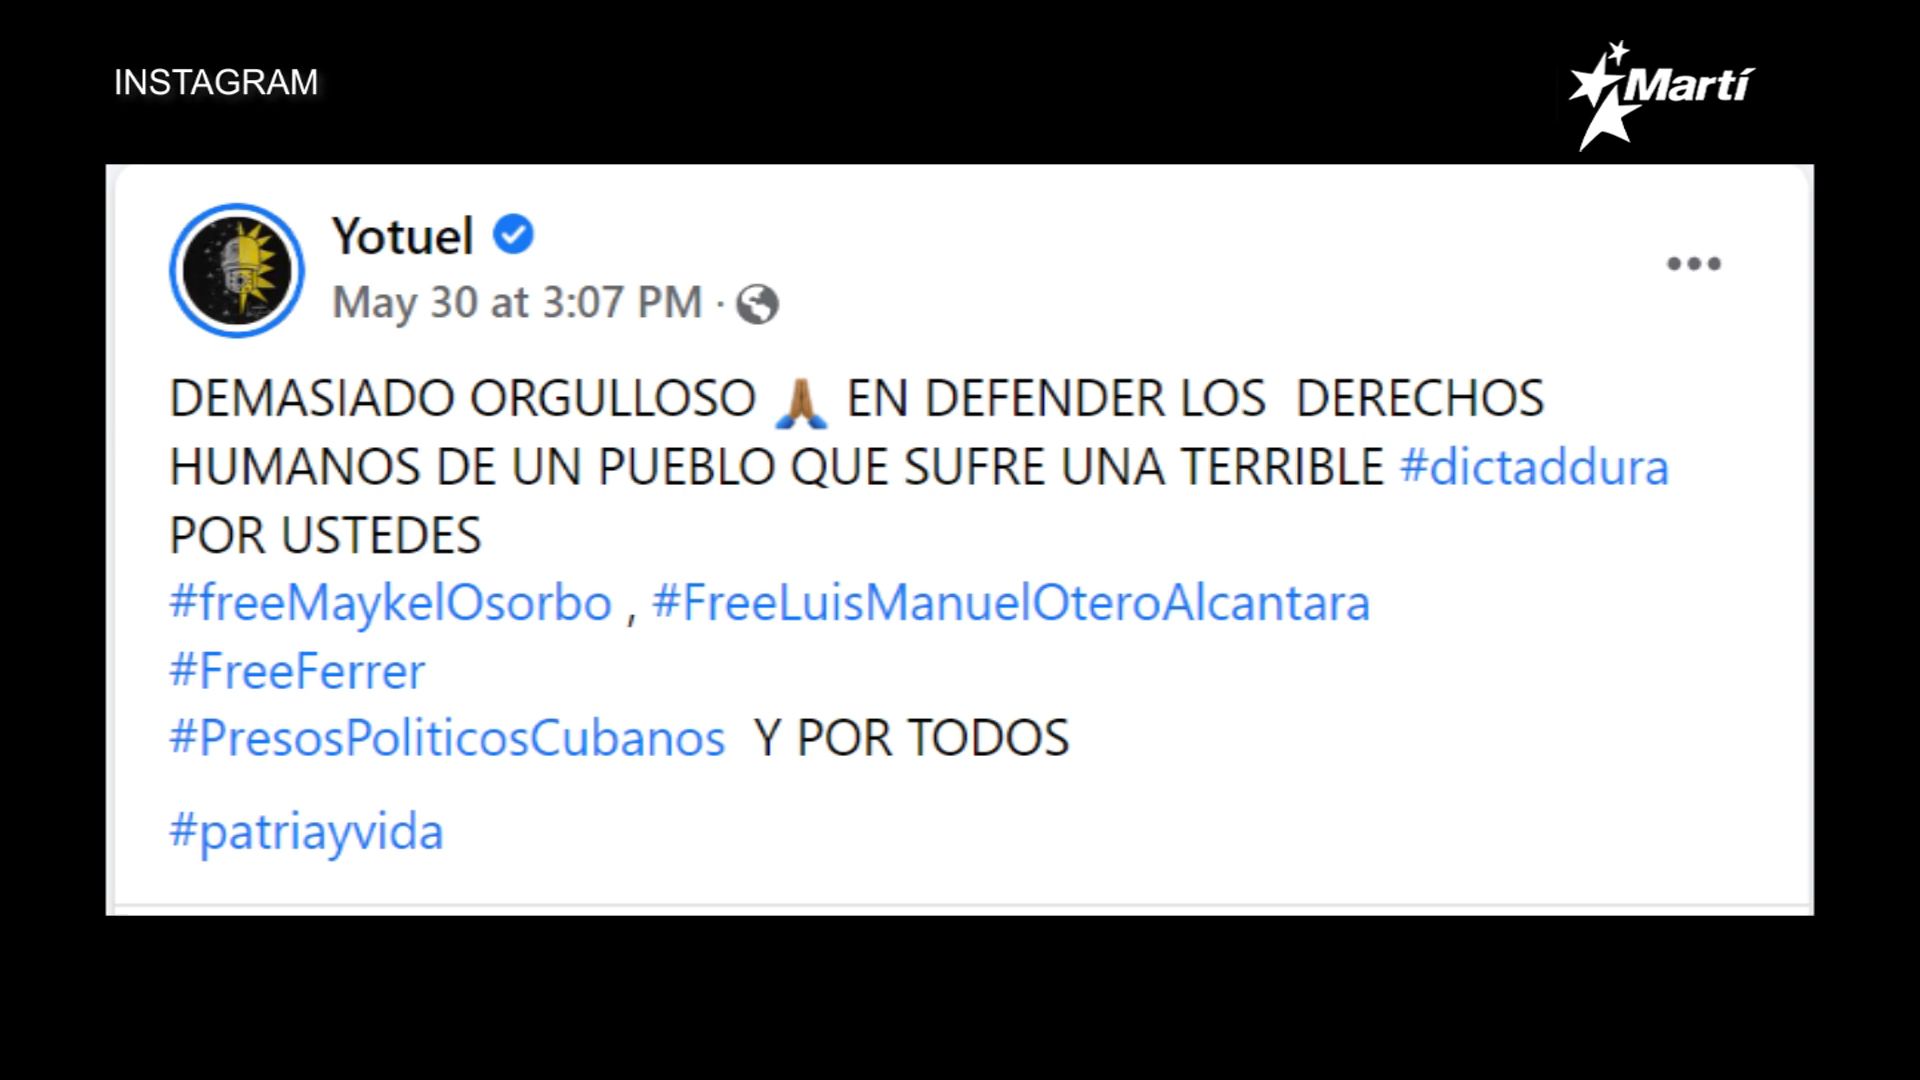 INSTAGRAM
Martí
Yotuel
May 30 at 3:07 PM ·
DEMASIADO ORGULLOSO 🙏🏽 EN DEFENDER LOS DERECHOS
HUMANOS DE UN PUEBLO QUE SUFRE UNA TERRIBLE #dictaddura
POR USTEDES
#freeMaykelOsorbo , #FreeLuisManuelOteroAlcantara
#FreeFerrer
#PresosPoliticosCubanos Y POR TODOS
#patriayvida